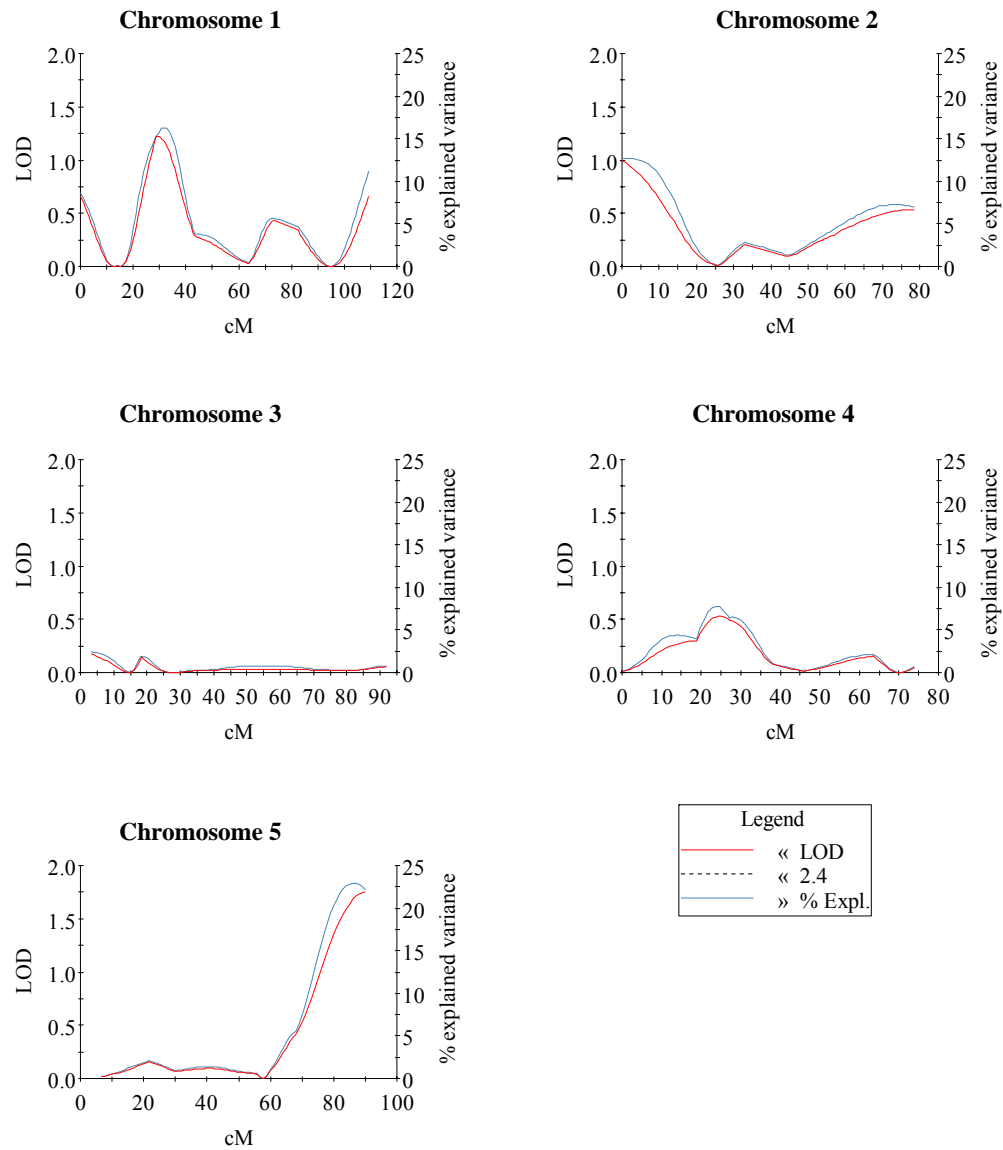 Chromosome 1
2.0
1.5
1.0
0.5
0.0
LOD
25
20
15
10
5
0
% explained variance
0 20 40 60 80 100 120
cM
Chromosome 2
2.0
1.5
1.0
0.5
0.0
LOD
25
20
15
10
5
0
% explained variance
0 10 20 30 40 50 60 70 80
cM
Chromosome 3
2.0
1.5
1.0
0.5
0.0
LOD
25
20
15
10
5
0
% explained variance
0 10 20 30 40 50 60 70 80 90
cM
Chromosome 4
2.0
1.5
1.0
0.5
0.0
LOD
25
20
15
10
5
0
% explained variance
0 10 20 30 40 50 60 70 80
cM
Chromosome 5
2.0
1.5
1.0
0.5
0.0
LOD
25
20
15
10
5
0
% explained variance
0 20 40 60 80 100
cM
Legend
« LOD
« 2.4
» % Expl.